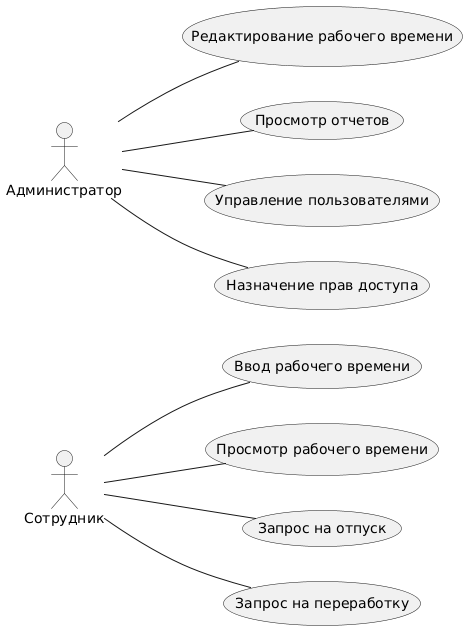 Редактирование рабочего времени
Просмотр отчетов
Администратор
Управление пользователями
Назначение прав доступа
Ввод рабочего времени
Просмотр рабочего времени
Сотрудник
Запрос на отпуск
Запрос на переработку